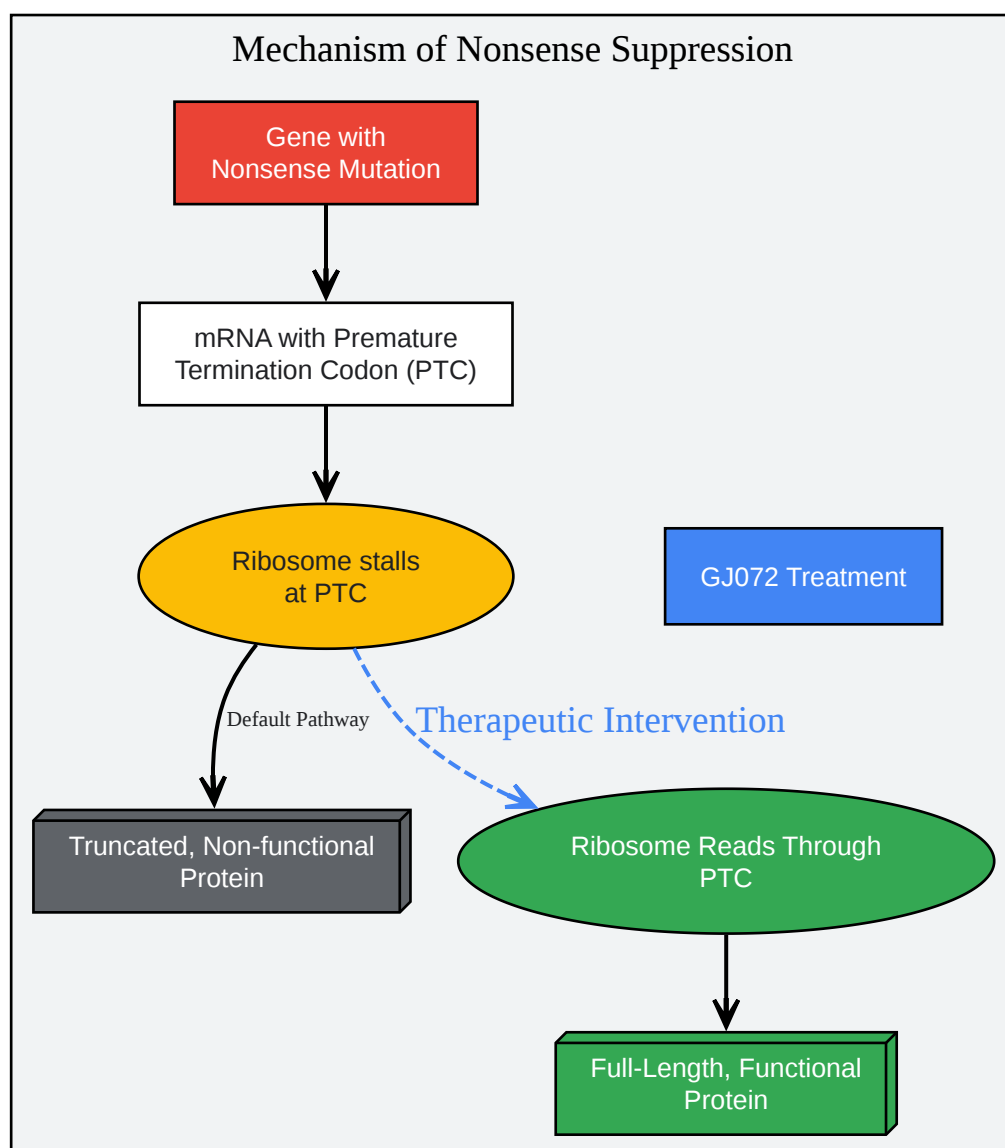 Mechanism of Nonsense Suppression
Gene with
Nonsense Mutation
mRNA with Premature
Termination Codon (PTC)
Ribosome stalls
at PTC
GJ072 Treatment
Default Pathway
Therapeutic Intervention
Truncated, Non-functional
Protein
Ribosome Reads Through
PTC
Full-Length, Functional
Protein